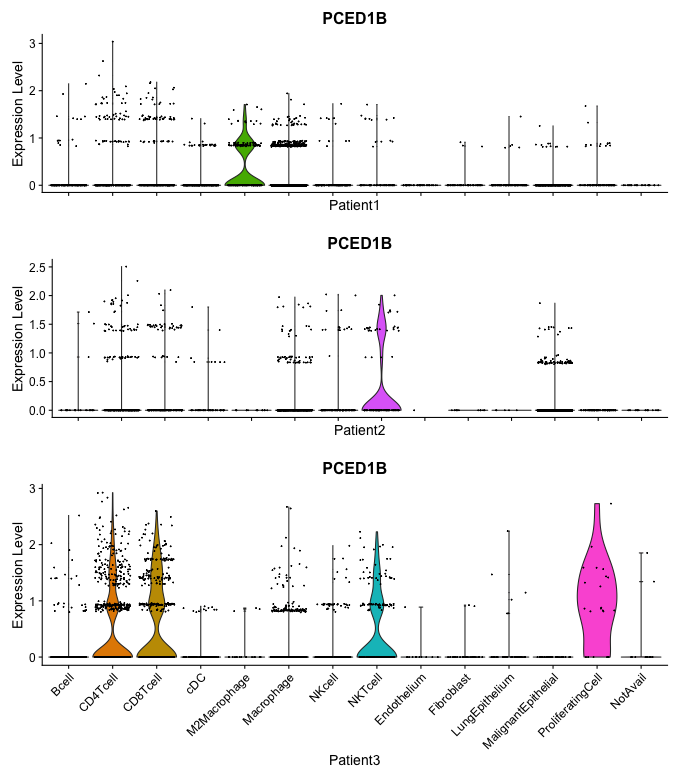 PCED1B
Expression Level
3
2
1
0
Patient1
PCED1B
Expression Level
2.5
2.0
1.5
1.0
0.5
0.0
Patient2
PCED1B
Expression Level
3
2
1
0
Bcell
CD4Tcell
CD8Tcell
cDC
M2Macrophage
Macrophage
NKcell
NKTcell
Endothelium
Fibroblast
LungEpithelium
MalignantEpithelial
ProliferatingCell
NotAvail
Patient3